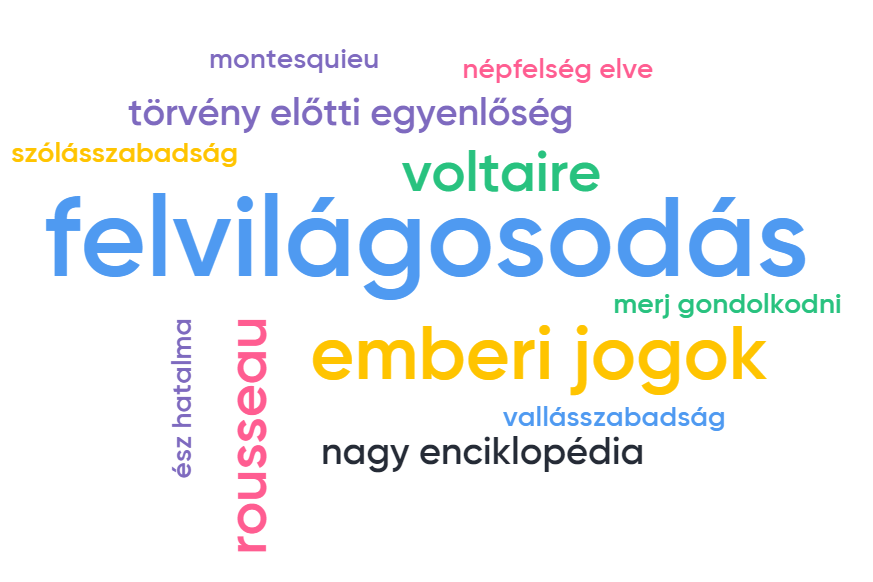 montesquieu
népfelség elve
törvény előtti egyenlőség
szólásszabadság
voltaire
felvilágosodás
merj gondolkodni
ész hatalma
rousseau
emberi jogok
vallásszabadság
nagy enciklopédia